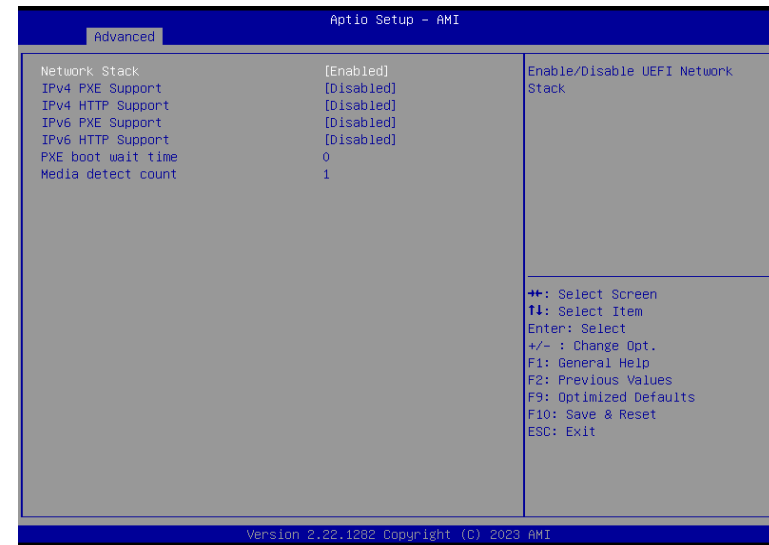 Aptio Setup – AMI
Advanced
Network Stack [Enabled]
IPv4 PXE Support [Disabled]
IPv4 HTTP Support [Disabled]
IPv6 PXE Support [Disabled]
IPv6 HTTP Support [Disabled]
PXE boot wait time 0
Media detect count 1
Enable/Disable UEFI Network
Stack
→←: Select Screen
↑↓: Select Item
Enter: Select
+/– : Change Opt.
F1: General Help
F2: Previous Values
F9: Optimized Defaults
F10: Save & Reset
ESC: Exit
Version 2.22.1282 Copyright (C) 2023 AMI